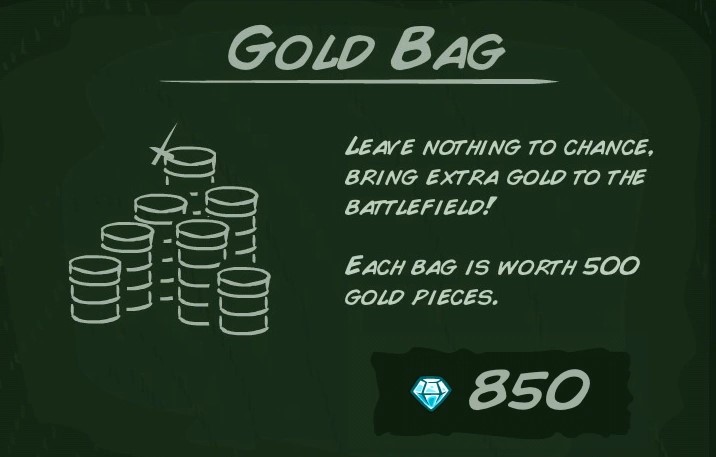 GOLD BAG
LEAVE NOTHING TO CHANCE,
BRING EXTRA GOLD TO THE
BATTLEFIELD!
EACH BAG IS WORTH 500
GOLD PIECES.
850